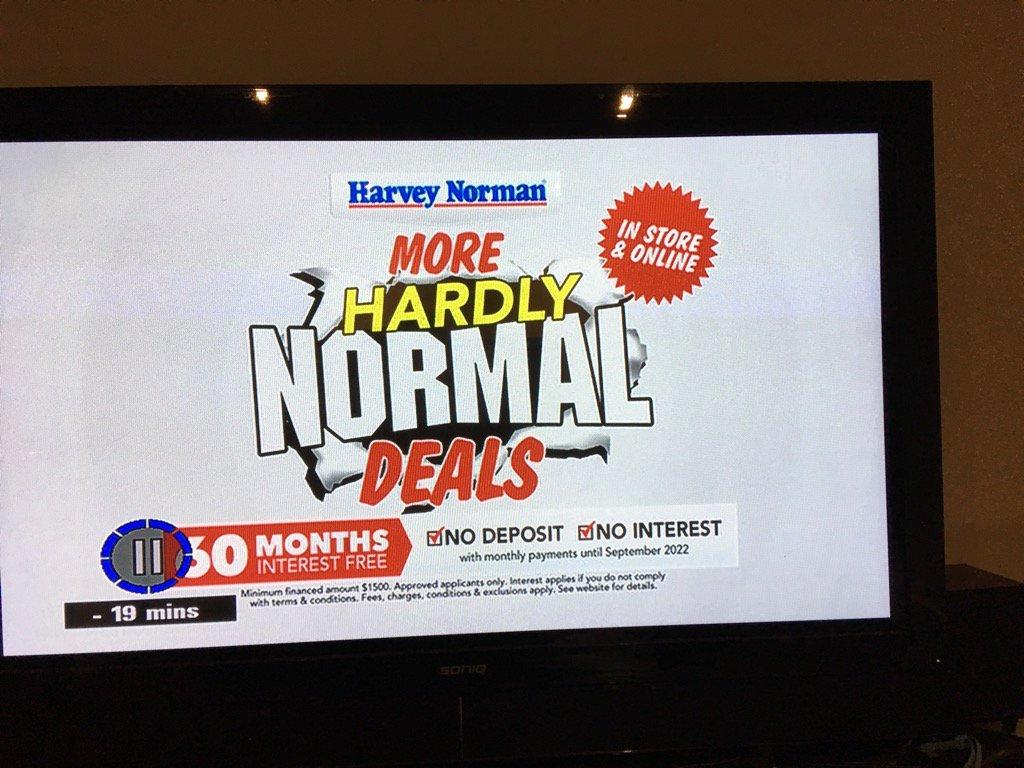 Harvey Norman
MORE
HARDLY
NORMAL
DEALS
IN STORE
& ONLINE
60 MONTHS
INTEREST FREE
NO DEPOSIT NO INTEREST
with monthly payments until September 2022
Minimum financed amount $1500. Approved applicants only. Interest applies if you do not comply
with terms & conditions. Fees, charges, conditions & exclusions apply. See website for details.
- 19 mins
SONIQ